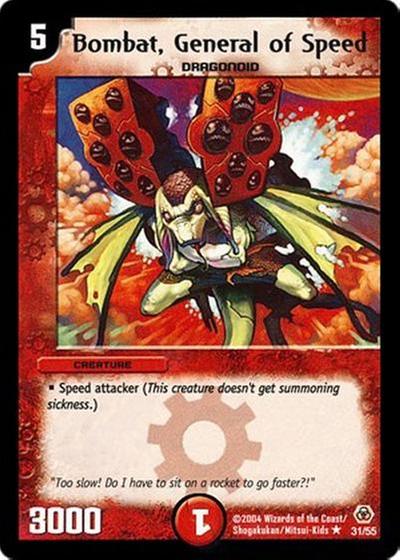 5 Bombat, General of Speed
DRAGONOID
CREATURE
▪ Speed attacker (This creature doesn't get summoning
sickness.)
"Too slow! Do I have to sit on a rocket to go faster?!"
3000
1
©2004 Wizards of the Coast/
Shogakukan/Mitsui-Kids ★ 31/55